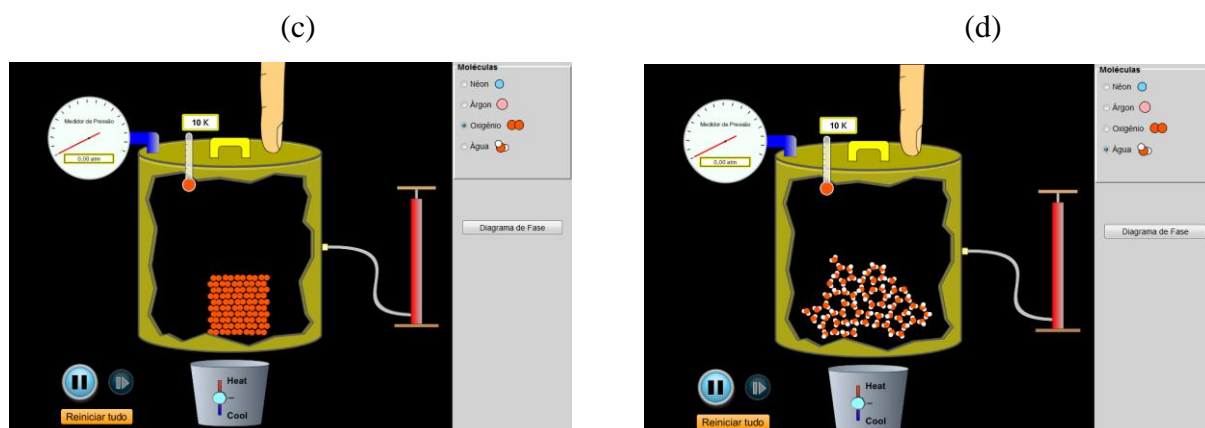 (c)
(d)
Moléculas
Néon
Árgon
Oxigénio
Água
Medidor de Pressão
0,00 atm
10 K
Diagrama de Fase
Heat
Cool
Reiniciar tudo
Moléculas
Néon
Árgon
Oxigénio
Água
Medidor de Pressão
0,00 atm
10 K
Diagrama de Fase
Heat
Cool
Reiniciar tudo